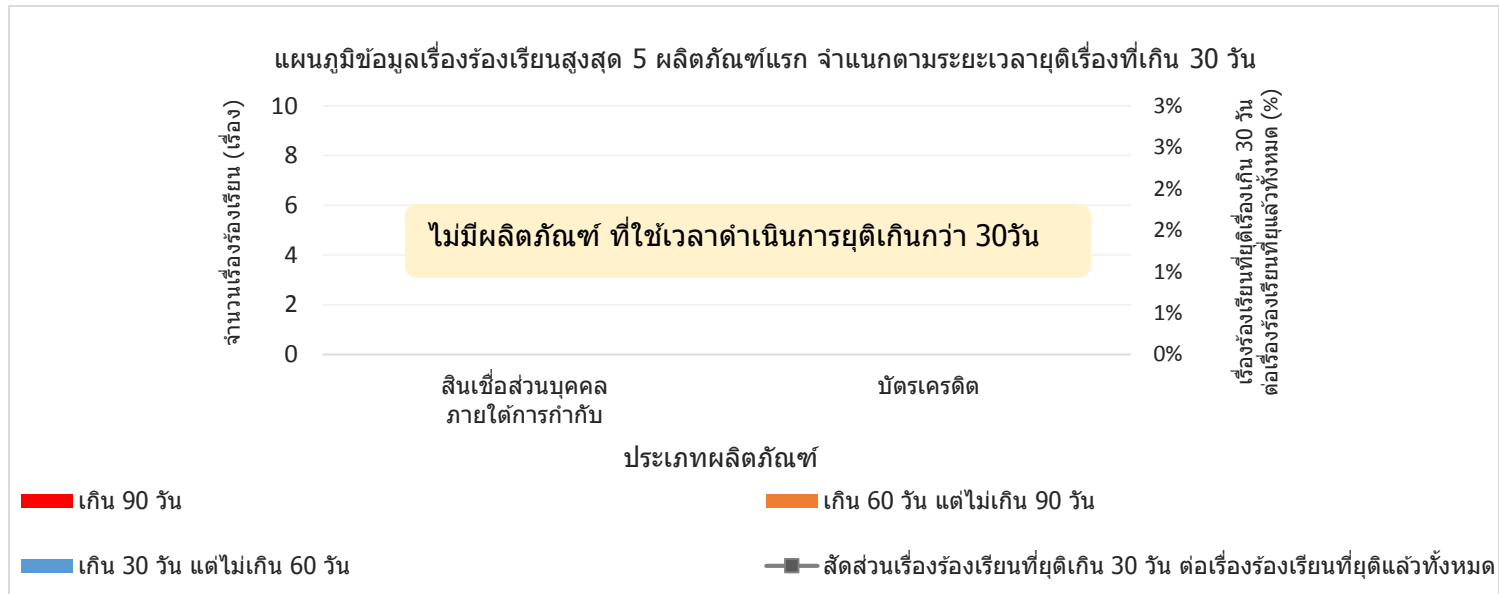 แผนภูมิข้อมูลเรื่องร้องเรียนสูงสุด 5 ผลิตภัณฑ์แรก จำแนกตามระยะเวลายุติเรื่องที่เกิน 30 วัน
จำนวนเรื่องร้องเรียน (เรื่อง)
10
8
6
4
2
0
ไม่มีผลิตภัณฑ์ ที่ใช้เวลาดำเนินการยุติเกินกว่า 30วัน
3%
3%
2%
2%
1%
1%
0%
เรื่องร้องเรียนที่ยุติเรื่องเกิน 30 วัน
ต่อเรื่องร้องเรียนที่ยุติแล้วทั้งหมด (%)
สินเชื่อส่วนบุคคล
ภายใต้การกำกับ
บัตรเครดิต
ประเภทผลิตภัณฑ์
เกิน 90 วัน
เกิน 60 วัน แต่ไม่เกิน 90 วัน
เกิน 30 วัน แต่ไม่เกิน 60 วัน
สัดส่วนเรื่องร้องเรียนที่ยุติเกิน 30 วัน ต่อเรื่องร้องเรียนที่ยุติแล้วทั้งหมด